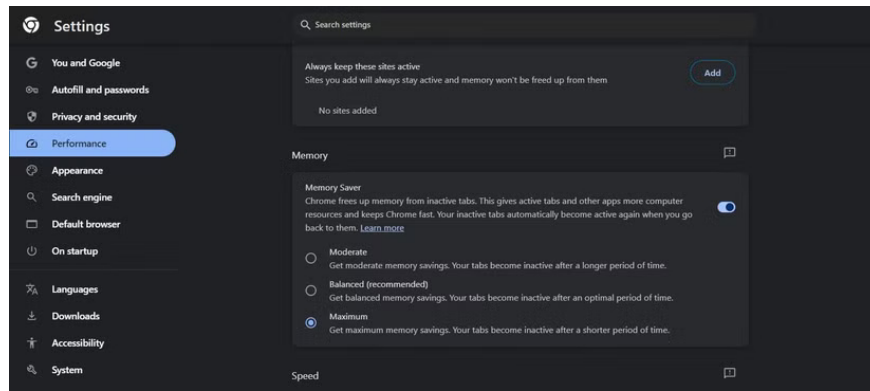 Settings
Search settings
You and Google
Autofill and passwords
Privacy and security
Performance
Appearance
Search engine
Default browser
On startup
Languages
Downloads
Accessibility
System
Always keep these sites active
Sites you add will always stay active and memory won't be freed up from them
Add
No sites added
Memory
Memory Saver
Chrome frees up memory from inactive tabs. This gives active tabs and other apps more computer
resources and keeps Chrome fast. Your inactive tabs automatically become active again when you go
back to them. Learn more
Moderate
Get moderate memory savings. Your tabs become inactive after a longer period of time.
Balanced (recommended)
Get balanced memory savings. Your tabs become inactive after an optimal period of time.
Maximum
Get maximum memory savings. Your tabs become inactive after a shorter period of time.
Speed